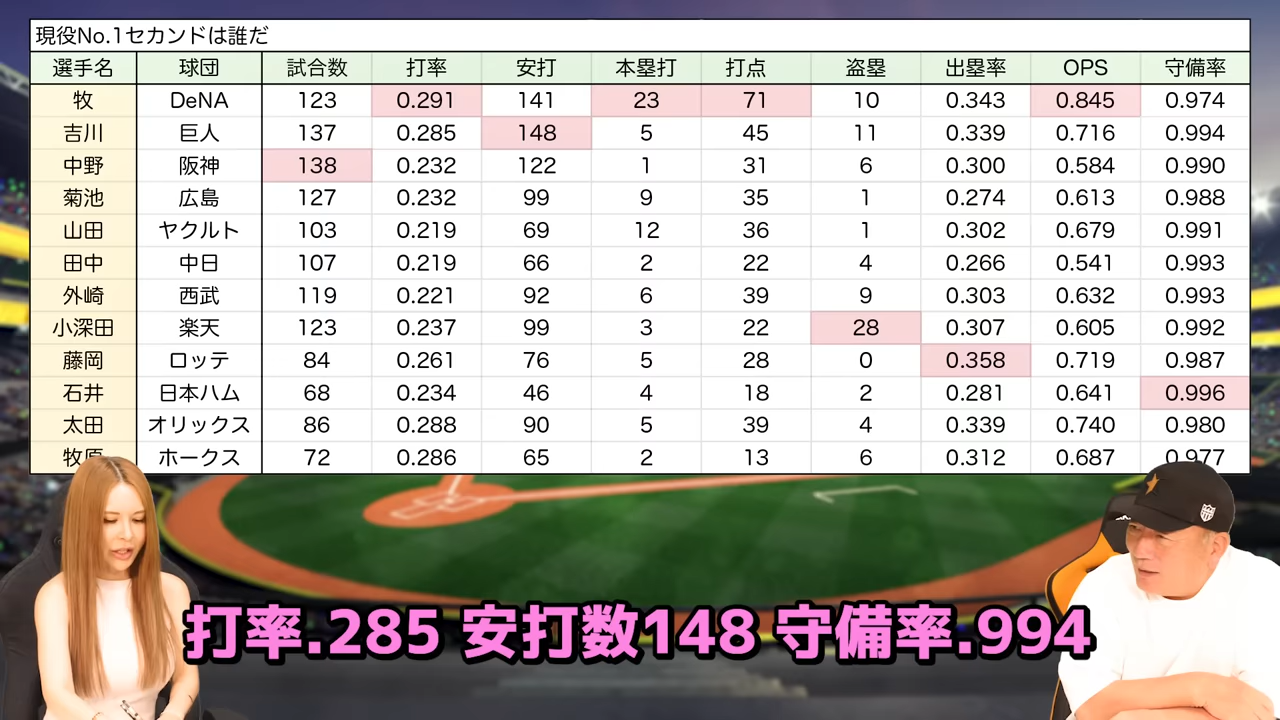 現役No.1セカンドは誰だ
選手名 球団 試合数 打率 安打 本塁打 打点 盗塁 出塁率 OPS 守備率
牧 DeNA 123 0.291 141 23 71 10 0.343 0.845 0.974
吉川 巨人 137 0.285 148 5 45 11 0.339 0.716 0.994
中野 阪神 138 0.232 122 1 31 6 0.300 0.584 0.990
菊池 広島 127 0.232 99 9 35 1 0.274 0.613 0.988
山田 ヤクルト 103 0.219 69 12 36 1 0.302 0.679 0.991
田中 中日 107 0.219 66 2 22 4 0.266 0.541 0.993
外崎 西武 119 0.221 92 6 39 9 0.303 0.632 0.993
小深田 楽天 123 0.237 99 3 22 28 0.307 0.605 0.992
藤岡 ロッテ 84 0.261 76 5 28 0 0.358 0.719 0.987
石井 日本ハム 68 0.234 46 4 18 2 0.281 0.641 0.996
太田 オリックス 86 0.288 90 5 39 4 0.339 0.740 0.980
牧原 ホークス 72 0.286 65 2 13 6 0.312 0.687 0.977
打率.285 安打数148 守備率.994